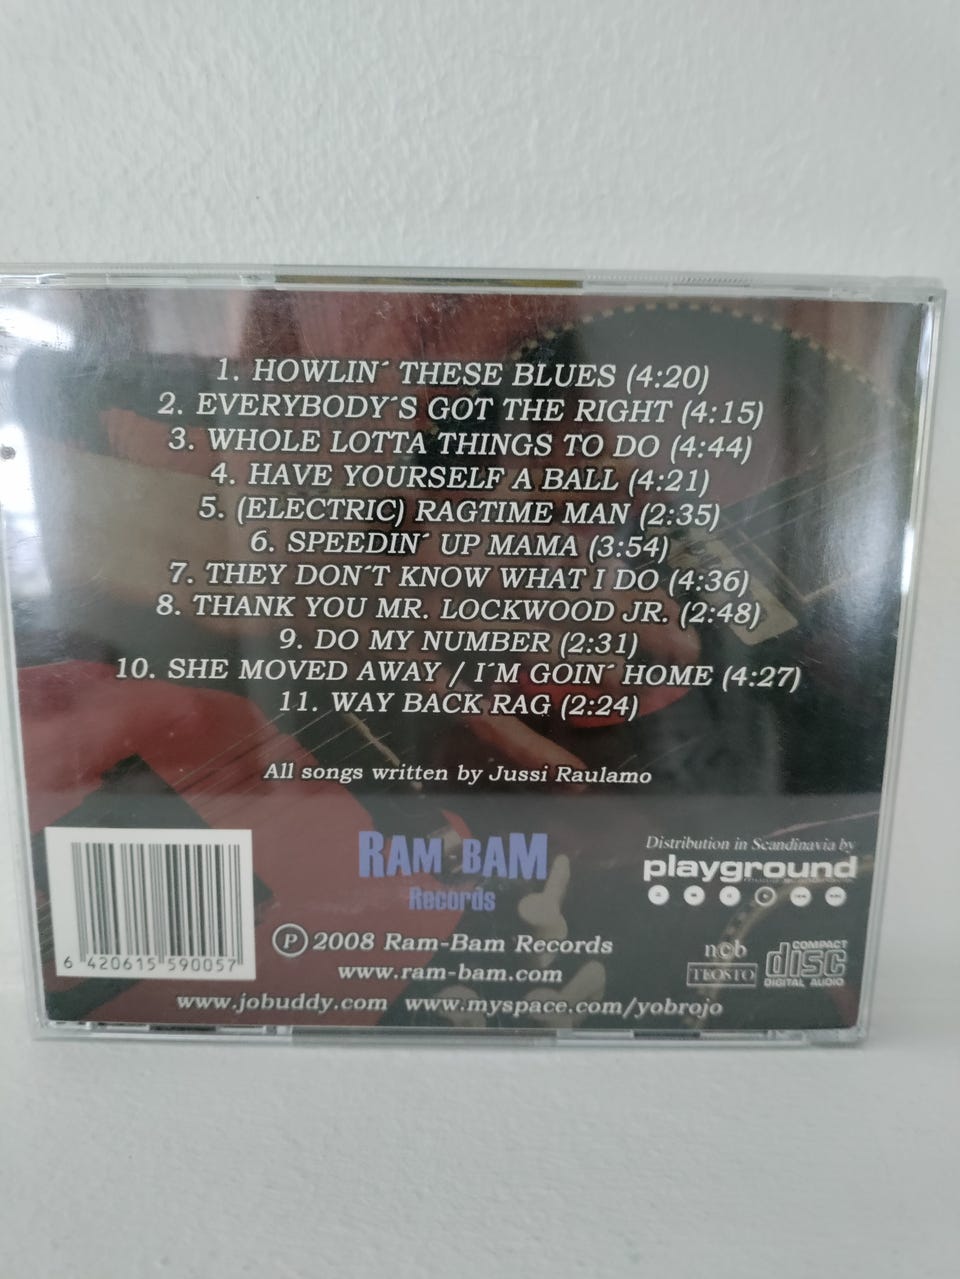 1. HOWLIN´ THESE BLUES (4:20)
2. EVERYBODY´S GOT THE RIGHT (4:15)
3. WHOLE LOTTA THINGS TO DO (4:44)
4. HAVE YOURSELF A BALL (4:21)
5. (ELECTRIC) RAGTIME MAN (2:35)
6. SPEEDIN´ UP MAMA (3:54)
7. THEY DON´T KNOW WHAT I DO (4:36)
8. THANK YOU MR. LOCKWOOD JR. (2:48)
9. DO MY NUMBER (2:31)
10. SHE MOVED AWAY / I´M GOIN´ HOME (4:27)
11. WAY BACK RAG (2:24)
All songs written by Jussi Raulamo
RAM-BAM
Records
Ⓟ 2008 Ram-Bam Records
www.ram-bam.com
www.jobuddy.com www.myspace.com/yobrojo
6 420615 590057
Distribution in Scandinavia by
playground
ncb
TEOSTO
COMPACT
disc
DIGITAL AUDIO